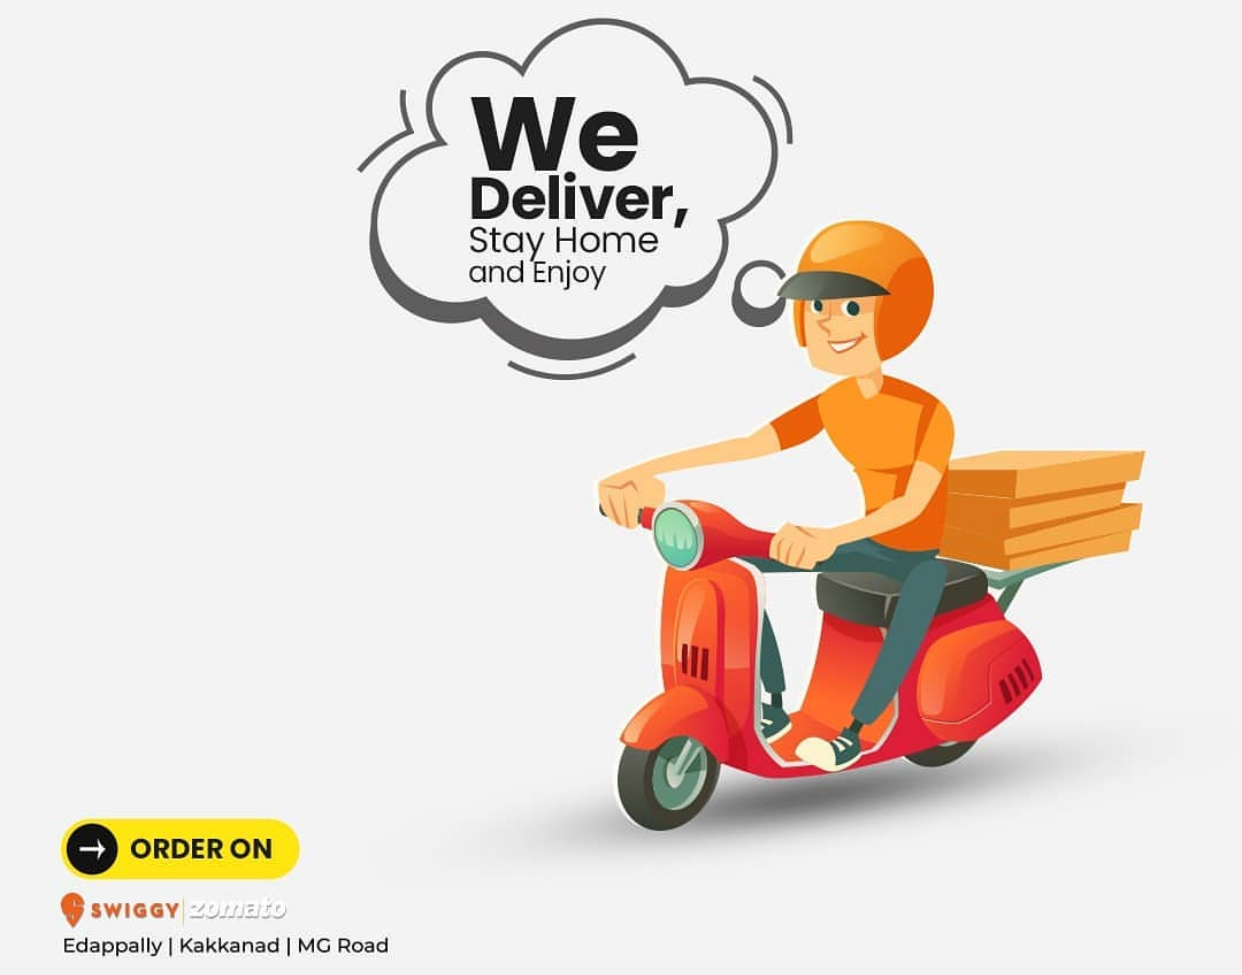 We
Deliver,
Stay Home
and Enjoy
ORDER ON
SWIGGY zomato
Edappally | Kakkanad | MG Road